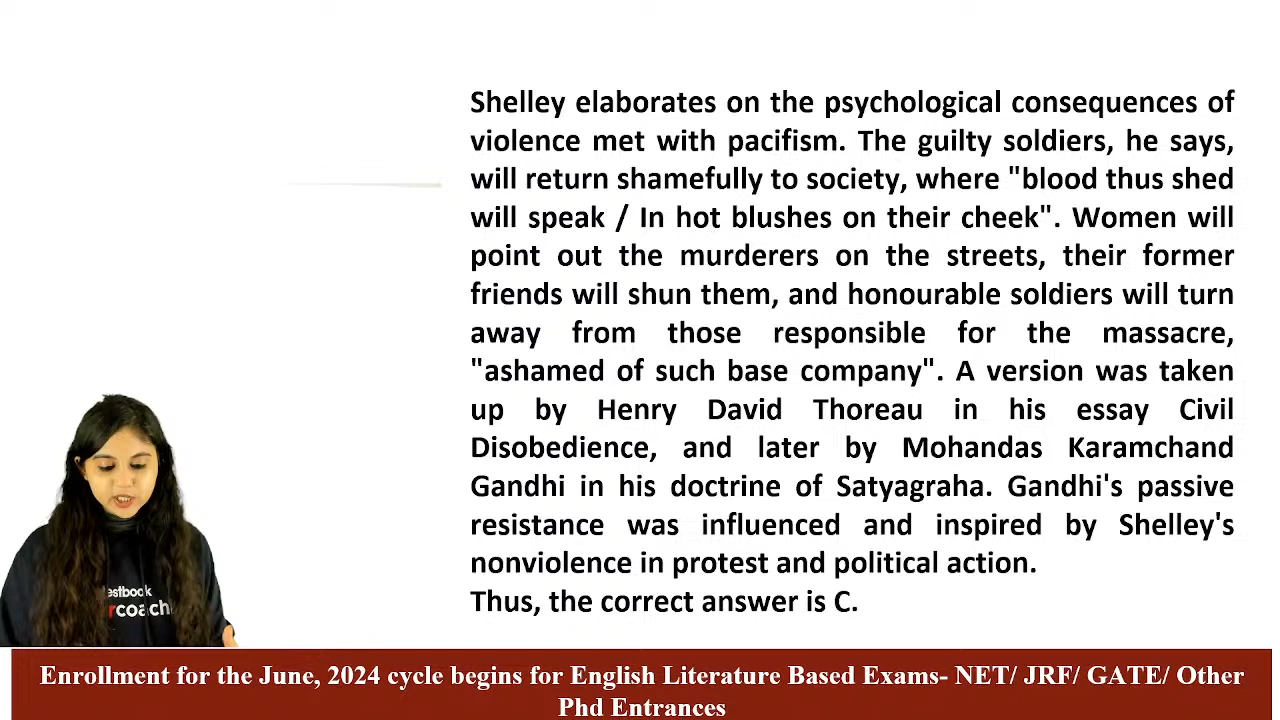 Shelley elaborates on the psychological consequences of
violence met with pacifism. The guilty soldiers, he says,
will return shamefully to society, where "blood thus shed
will speak / In hot blushes on their cheek". Women will
point out the murderers on the streets, their former
friends will shun them, and honourable soldiers will turn
away from those responsible for the massacre,
"ashamed of such base company". A version was taken
up by Henry David Thoreau in his essay Civil
Disobedience, and later by Mohandas Karamchand
Gandhi in his doctrine of Satyagraha. Gandhi's passive
resistance was influenced and inspired by Shelley's
nonviolence in protest and political action.
Thus, the correct answer is C.
Enrollment for the June, 2024 cycle begins for English Literature Based Exams- NET/ JRF/ GATE/ Other
Phd Entrances